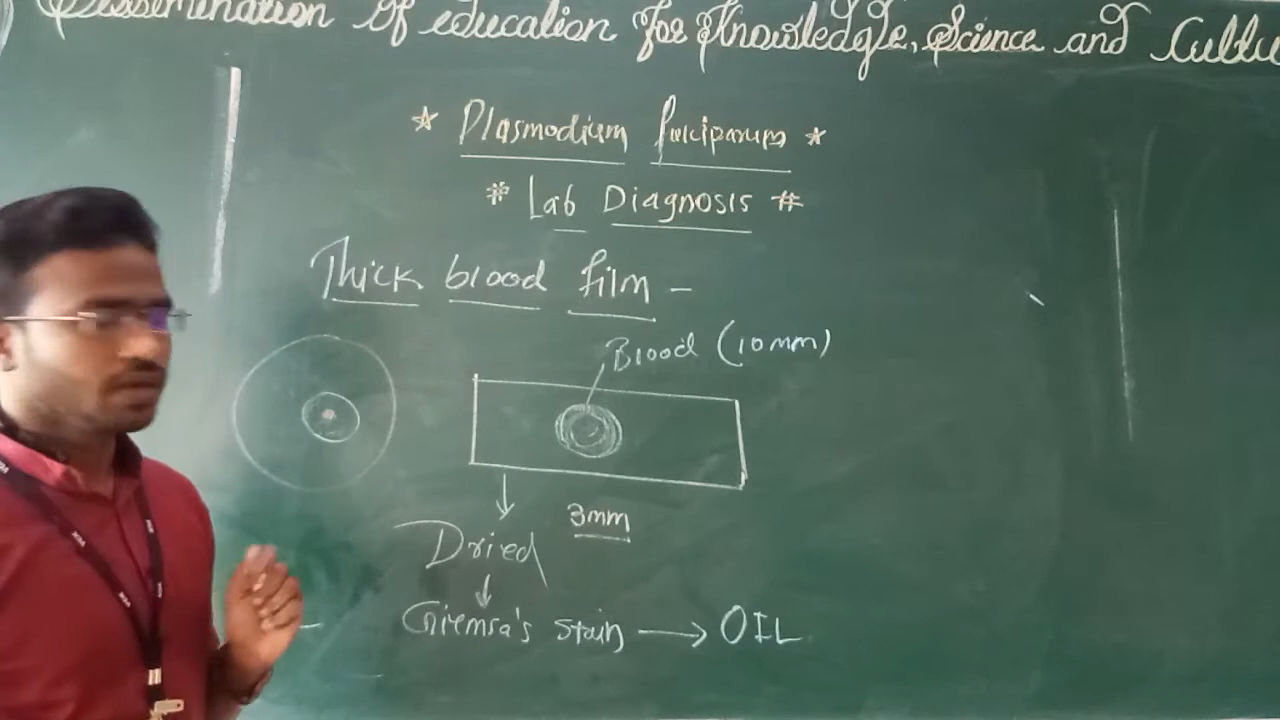 Dissemination Of education for Knowledge, Science and Cultu
* Plasmodium falciparum *
* Lab Diagnosis #
Thick blood film -
Blood (10mm)
3mm
Dried
Giemsa's stain → OIL